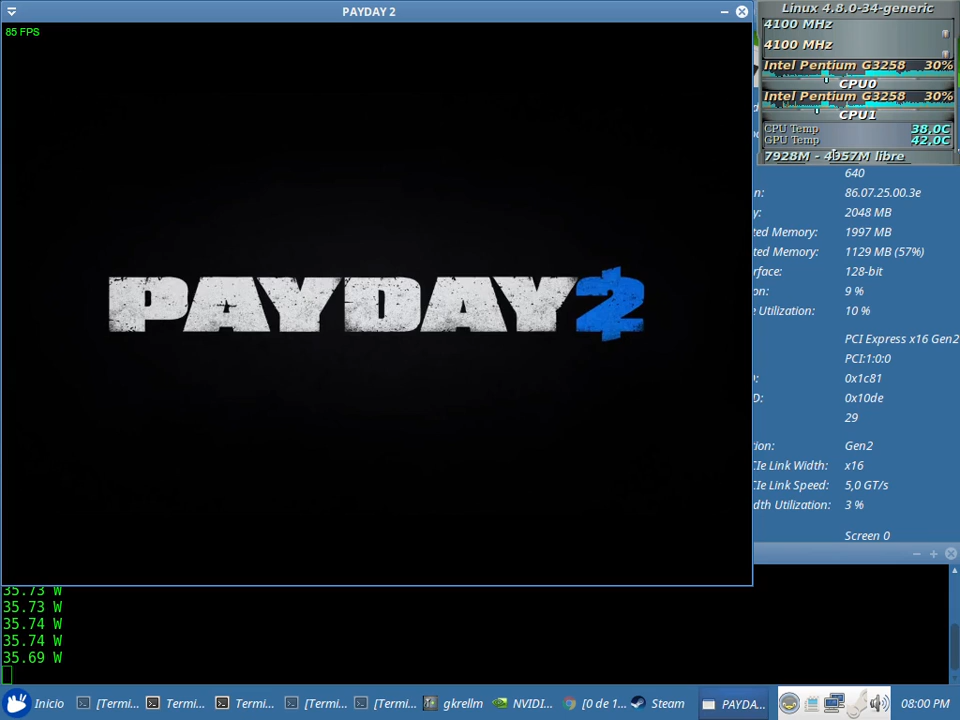 PAYDAY 2
85 FPS
PAYDAY2
Linux 4.8.0-34-generic
4100 MHz
4100 MHz
Intel Pentium G3258 30%
CPU0
Intel Pentium G3258 30%
CPU1
CPU Temp 38.0C
GPU Temp 42.0C
7928M - 4957M libre
640
n: 86.07.25.00.3e
y: 2048 MB
ted Memory: 1997 MB
ted Memory: 1129 MB (57%)
rface: 128-bit
on: 9 %
e Utilization: 10 %
PCI Express x16 Gen2
PCI:1:0:0
D: 0x1c81
D: 0x10de
29
tion: Gen2
CIe Link Width: x16
CIe Link Speed: 5,0 GT/s
dth Utilization: 3 %
Screen 0
35.73 W
35.73 W
35.74 W
35.74 W
35.69 W
Inicio [Termi... Termi... Termi... [Termi... [Termi... gkrellm NVIDI... [0 de 1... Steam PAYDA... 08:00 PM